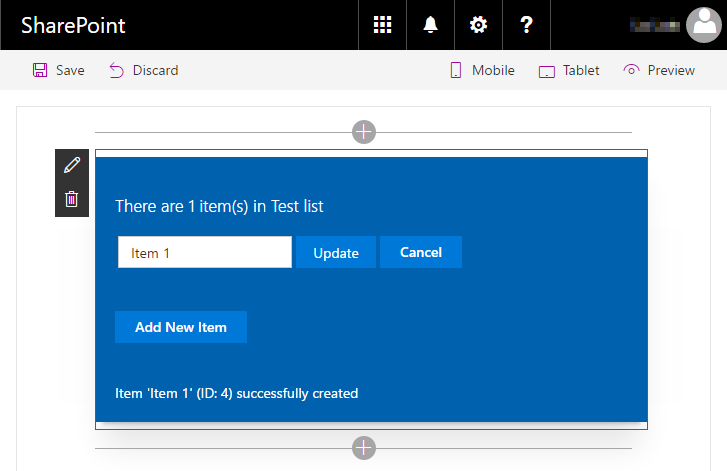 SharePoint
?
Save Discard Mobile Tablet Preview
There are 1 item(s) in Test list
Item 1 Update Cancel
Add New Item
Item 'Item 1' (ID: 4) successfully created